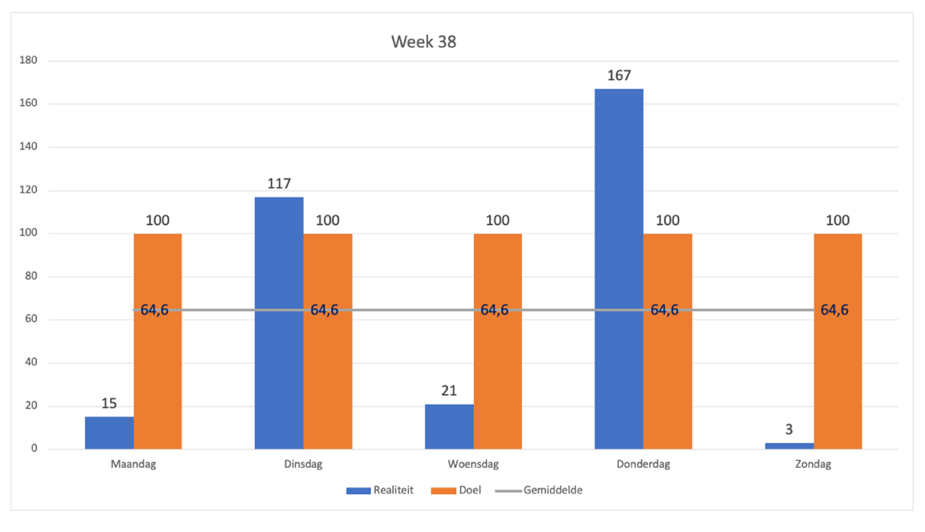 Week 38
180
160
140
120
100
80
60
40
20
0
15
100
117
100
21
100
167
100
3
100
64,6
64,6
64,6
64,6
64,6
Maandag
Dinsdag
Woensdag
Donderdag
Zondag
Realiteit
Doel
Gemiddelde